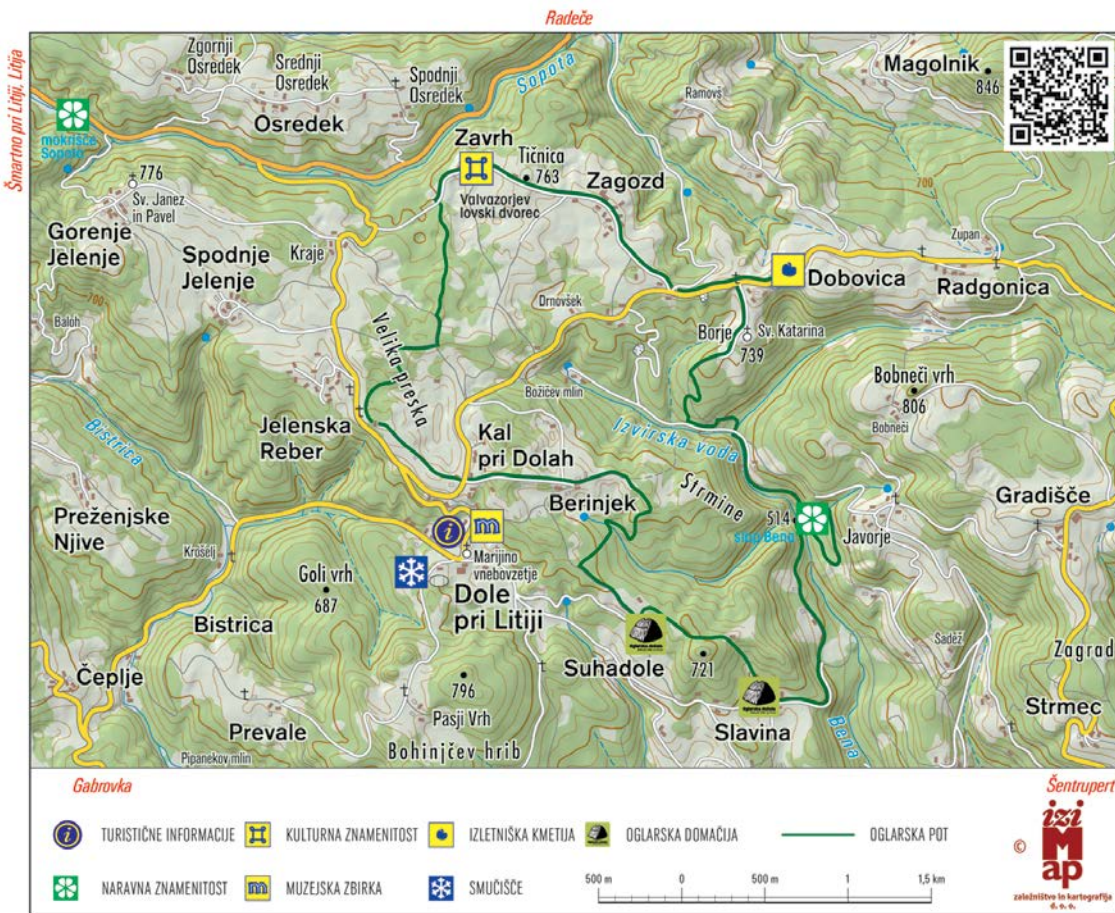 Radeče
Šmartno pri Litiji, Litija
Zgornji
Osredek
Srednji
Osredek
Spodnji
Osredek
Osredek
Sopota
Magolnik
846
Ramovš
mokrišče
Sopota
776
Sv. Janez
in Pavel
Gorenje
Jelenje
Zavrh
Tičnica
763
Valvazorjev
lovski dvorec
Zagozd
700
Župan
Kraje
Spodnje
Jelenje
Dobovica
Radgonica
700
Baloh
Drnovšek
Borje
Sv. Katarina
739
Velika preska
Božičev mlin
Bobneči vrh
806
Bobneči
Jelenska
Reber
Bistrica
Kal
pri Dolah
Izvirska voda
Strmine
Berinjek
Gradišče
Preženjske
Njive
Krošelj
514
slap Bena
Javorje
Marijino
vnebovzetje
Goli vrh
687
Dole
pri Litiji
Bistrica
Suhadole
721
Sadež
Zagrad
Čeplje
796
Pasji Vrh
Prevale
Bohinjčev hrib
Pipanekov mlin
Slavina
Bena
Strmec
Oglarska dežela
Oglarska dežela
Gabrovka
Šentrupert
TURISTIČNE INFORMACIJE
KULTURNA ZNAMENITOST
IZLETNIŠKA KMETIJA
OGLARSKA DOMAČIJA
OGLARSKA POT
NARAVNA ZNAMENITOST
MUZEJSKA ZBIRKA
SMUČIŠČE
500 m 0 500 m 1 1,5 km
©
izi
Map
založništvo in kartografija
d. o. o.